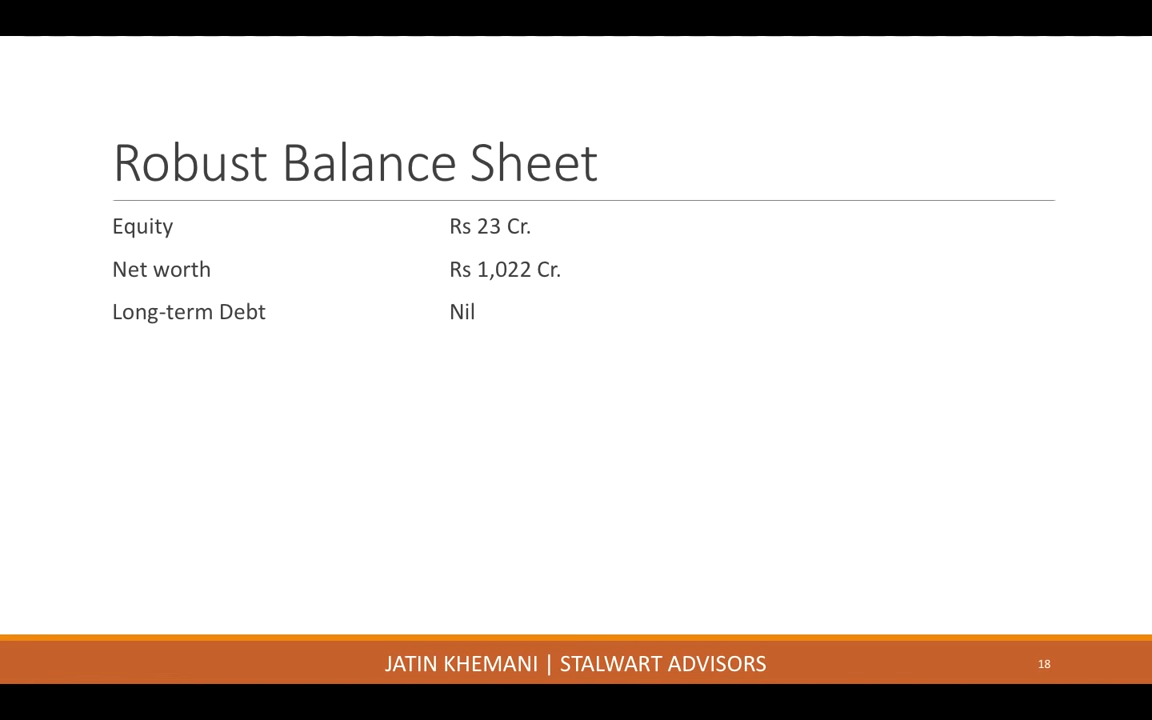 Robust Balance Sheet
Equity Rs 23 Cr.
Net worth Rs 1,022 Cr.
Long-term Debt Nil
JATIN KHEMANI | STALWART ADVISORS 18